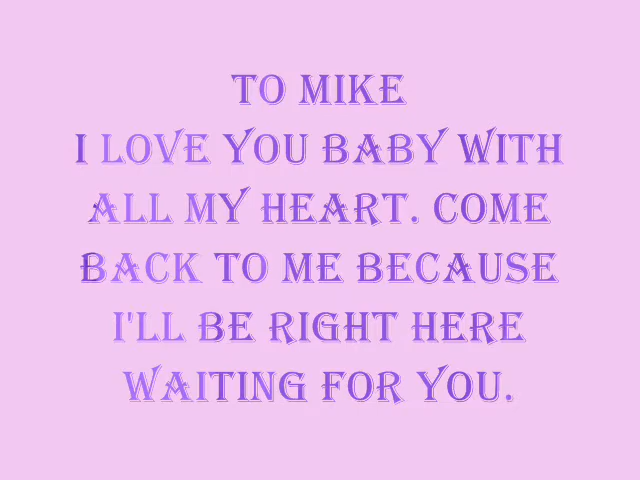 TO MIKE
I LOVE YOU BABY WITH
ALL MY HEART. COME
BACK TO ME BECAUSE
I'LL BE RIGHT HERE
WAITING FOR YOU.